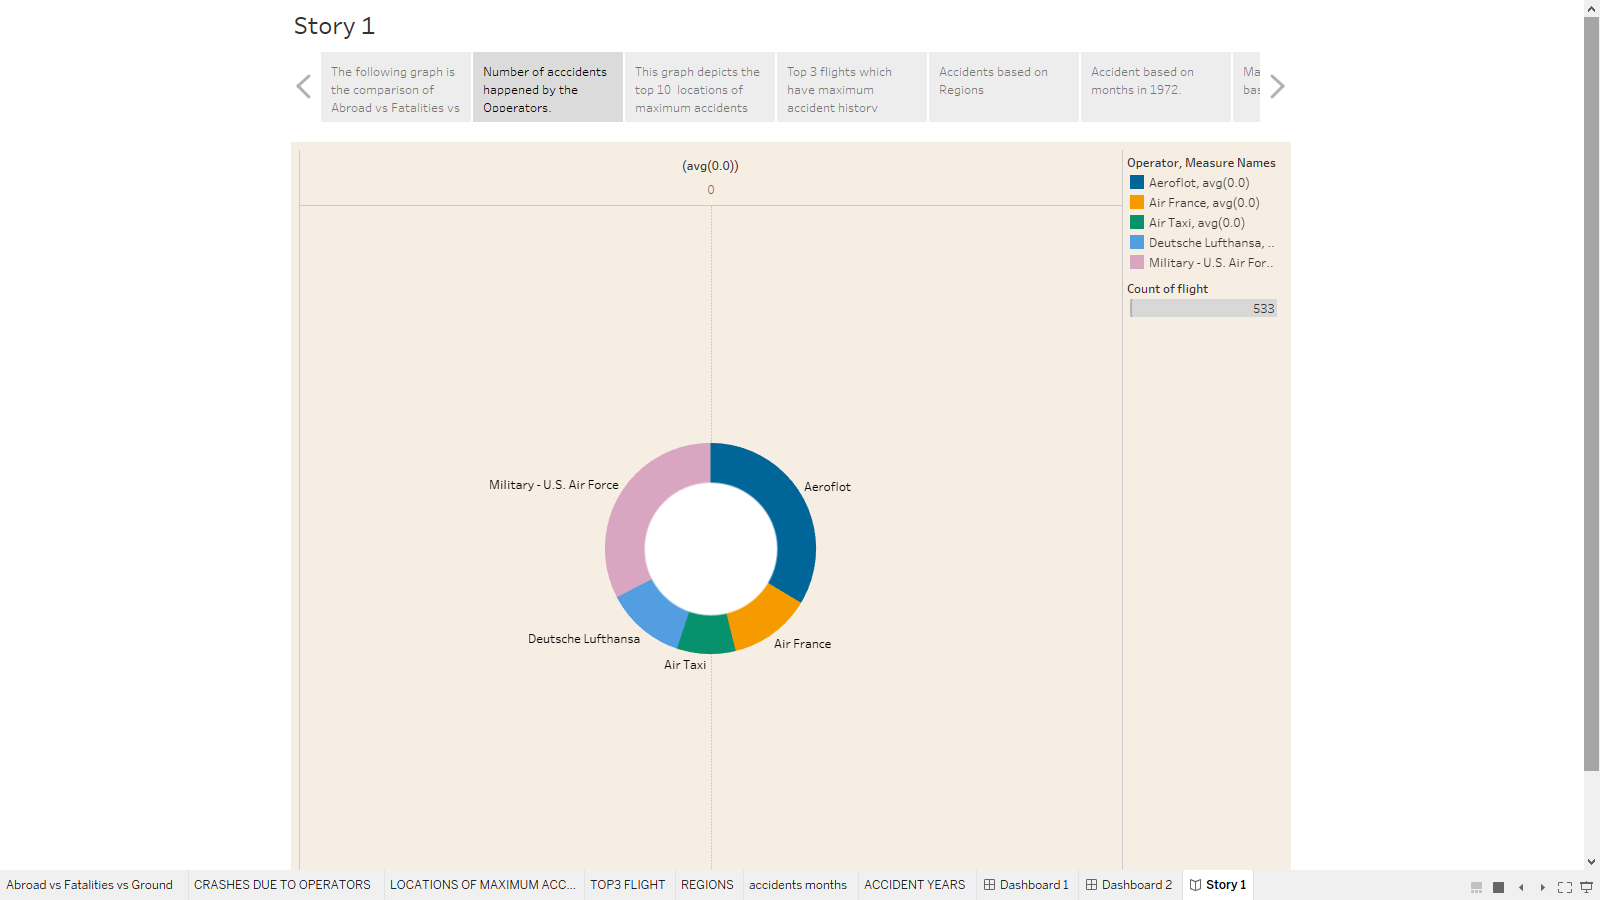 Story 1
The following graph is
the comparison of
Abroad vs Fatalities vs
Number of acccidents
happened by the
Opperators.
This graph depicts the
top 10 locations of
maximum accidents
Top 3 flights which
have maximum
accident history
Accidents based on
Regions
Accident based on
months in 1972.
Ma
bas
(avg(0.0))
0
Operator, Measure Names
Aeroflot, avg(0.0)
Air France, avg(0.0)
Air Taxi, avg(0.0)
Deutsche Lufthansa, ..
Military - U.S. Air For..
Count of flight
533
Military - U.S. Air Force
Aeroflot
Deutsche Lufthansa
Air France
Air Taxi
Abroad vs Fatalities vs Ground
CRASHES DUE TO OPERATORS
LOCATIONS OF MAXIMUM ACC...
TOP3 FLIGHT
REGIONS
accidents months
ACCIDENT YEARS
Dashboard 1
Dashboard 2
Story 1